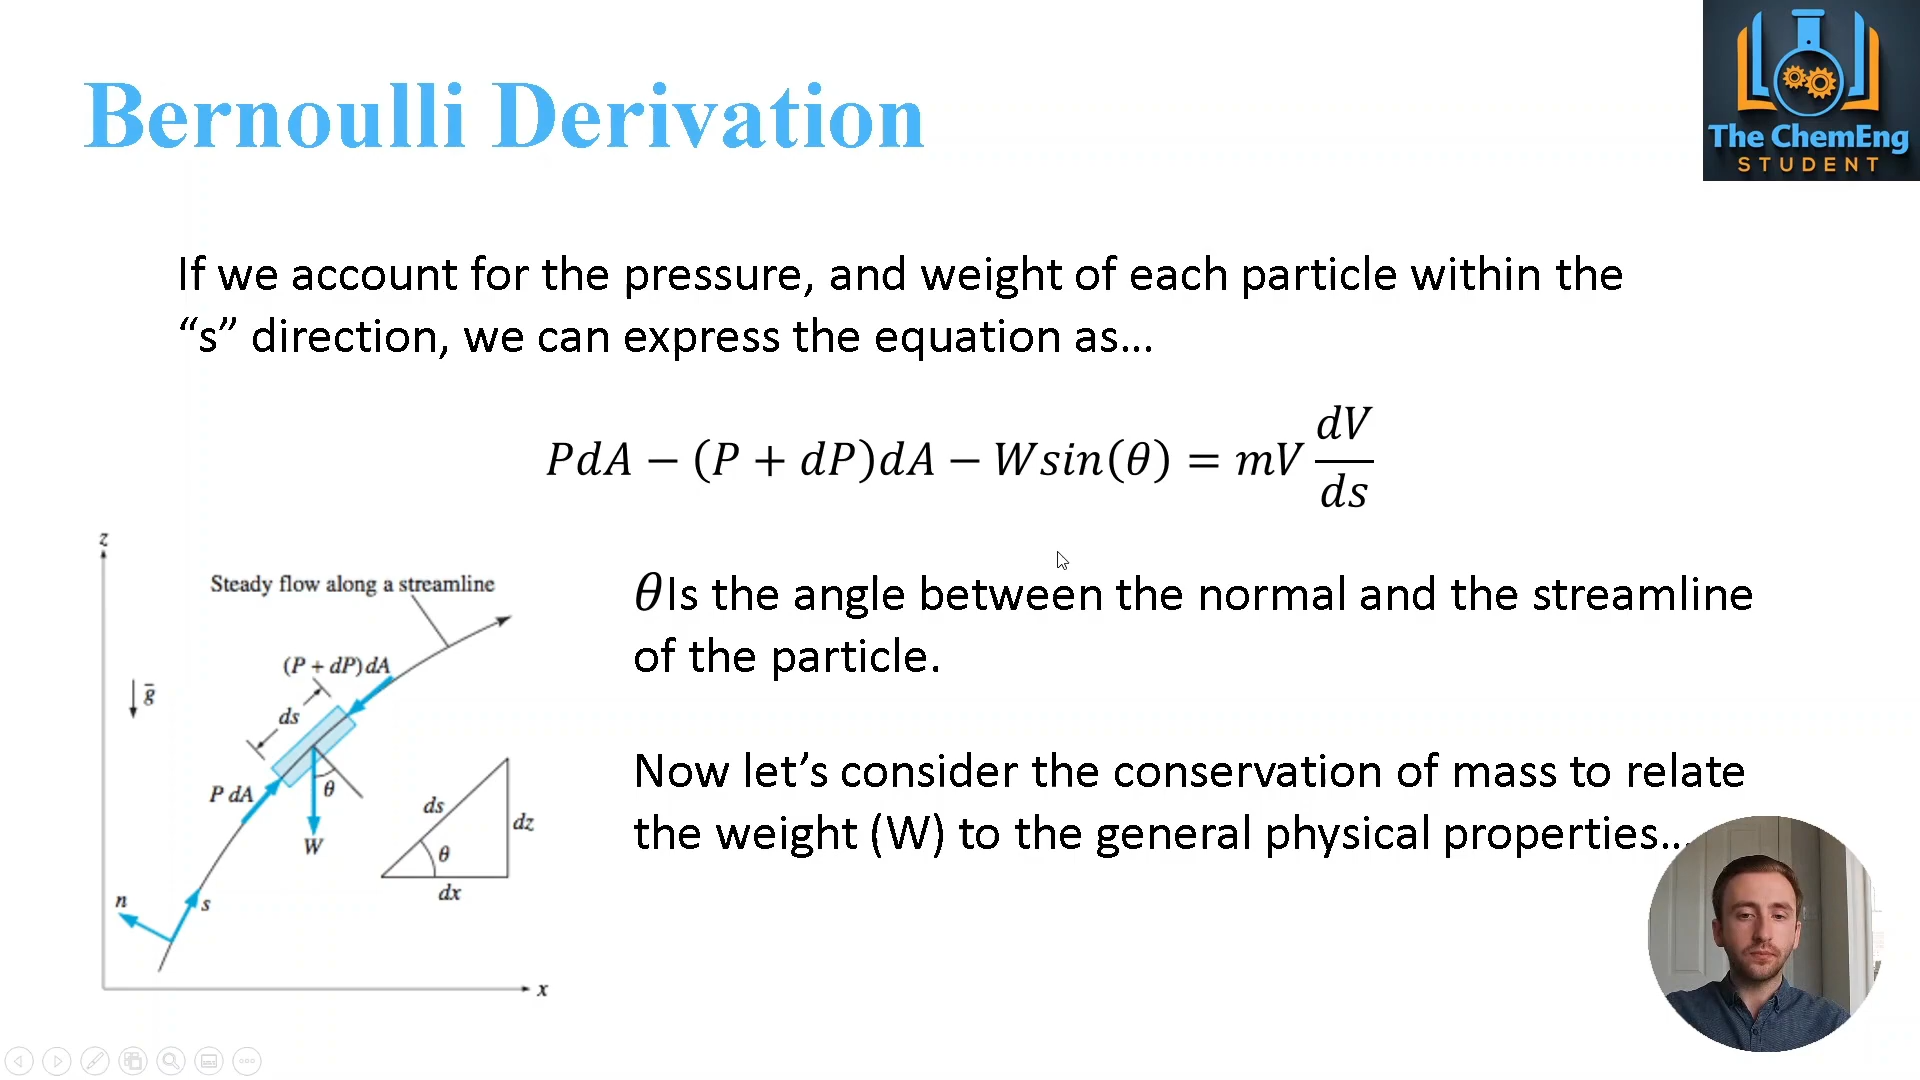 Bernoulli Derivation
The ChemEng
STUDENT
If we account for the pressure, and weight of each particle within the
“s” direction, we can express the equation as…
PdA − (P + dP)dA − Wsin(θ) = mV dV/ds
z
Steady flow along a streamline
(P + dP) dA
g
ds
P dA
θ
W
ds
dz
θ
dx
n
s
x
θIs the angle between the normal and the streamline
of the particle.
Now let’s consider the conservation of mass to relate
the weight (W) to the general physical properties…